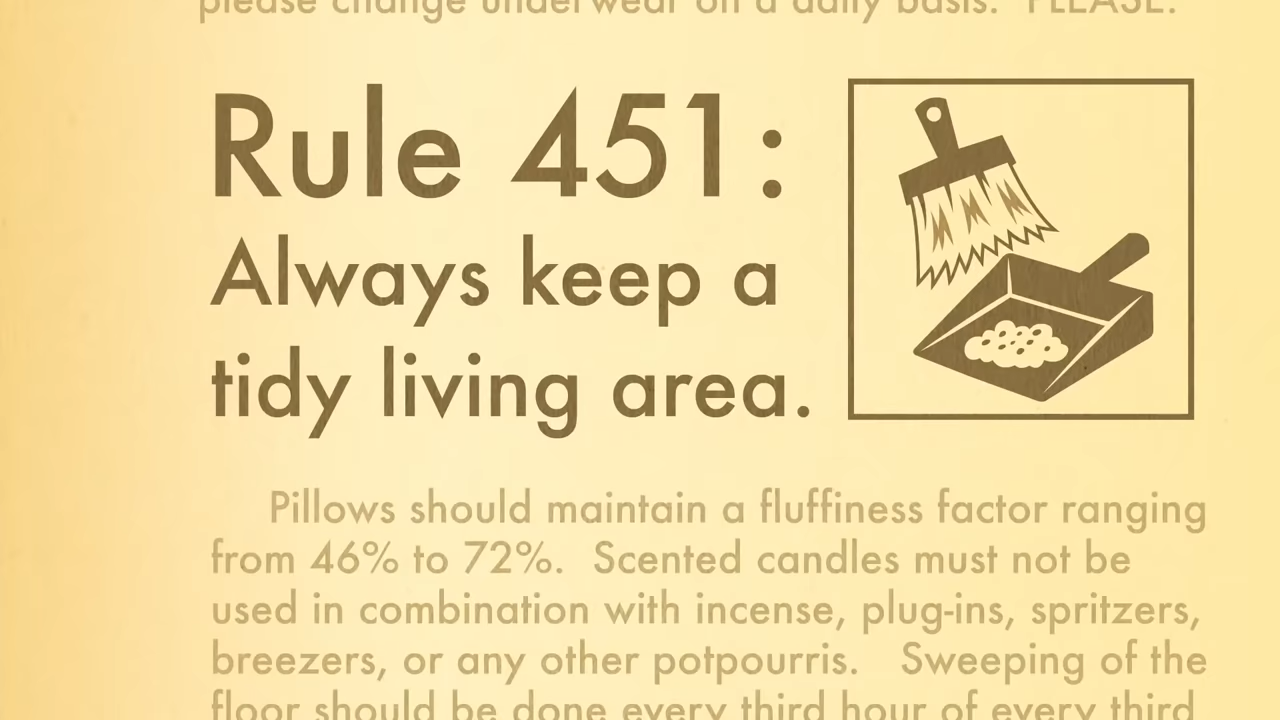 please change underwear on a daily basis. PLEASE.
Rule 451:
Always keep a
tidy living area.
Pillows should maintain a fluffiness factor ranging
from 46% to 72%. Scented candles must not be
used in combination with incense, plug-ins, spritzers,
breezers, or any other potpourris. Sweeping of the
floor should be done every third hour of every third